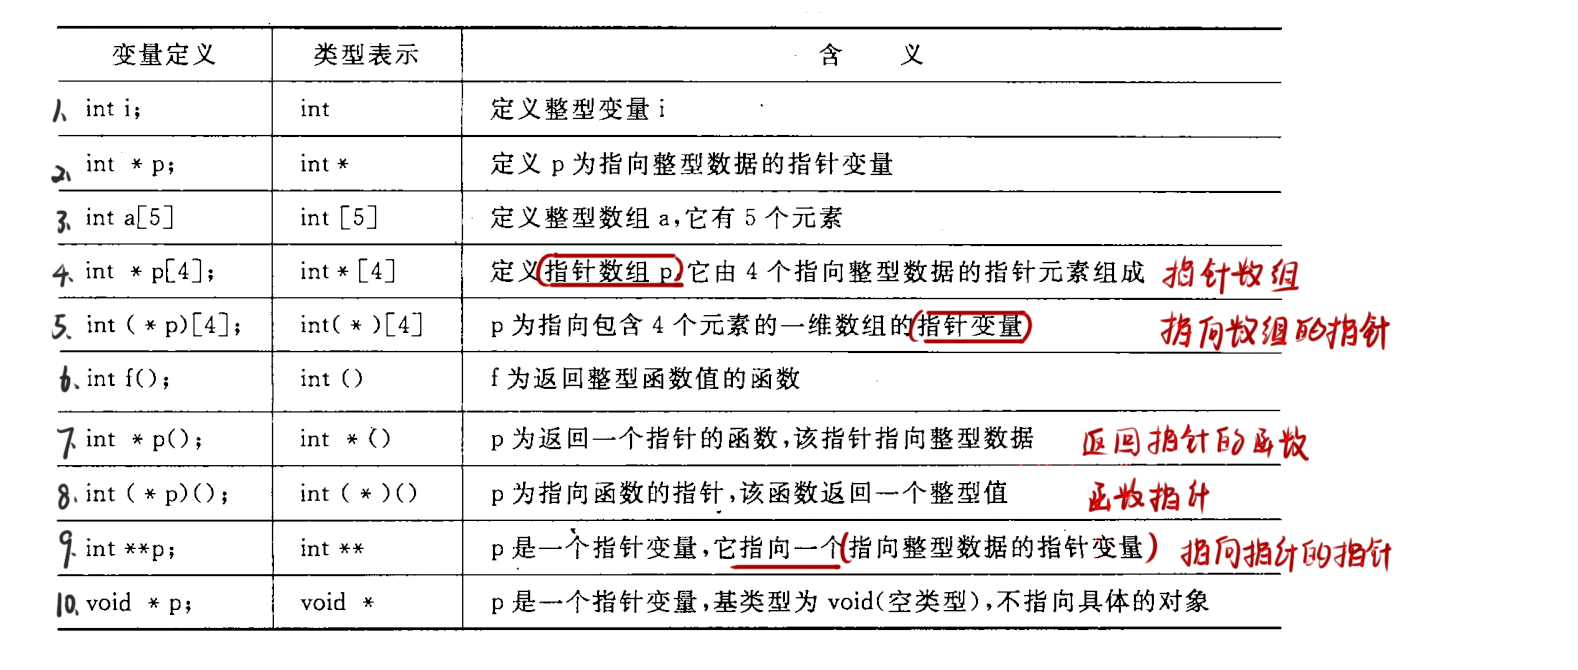 变量定义 类型表示 含 义
1、 int i; int 定义整型变量 i
2、 int * p; int * 定义 p 为指向整型数据的指针变量
3、 int a[5] int [5] 定义整型数组 a,它有 5 个元素
4、 int * p[4]; int * [4] 定义指针数组 p,它由 4 个指向整型数据的指针元素组成 指针数组
5、 int ( * p)[4]; int( * )[4] p 为指向包含 4 个元素的一维数组的指针变量 指向数组的指针
6、 int f(); int () f 为返回整型函数值的函数
7、 int * p(); int * () p 为返回一个指针的函数,该指针指向整型数据 返回指针的函数
8、 int ( * p)(); int ( * )() p 为指向函数的指针,该函数返回一个整型值 函数指针
9、 int **p; int ** p 是一个指针变量,它指向一个(指向整型数据的指针变量) 指向指针的指针
10、 void * p; void * p 是一个指针变量,基类型为 void(空类型),不指向具体的对象